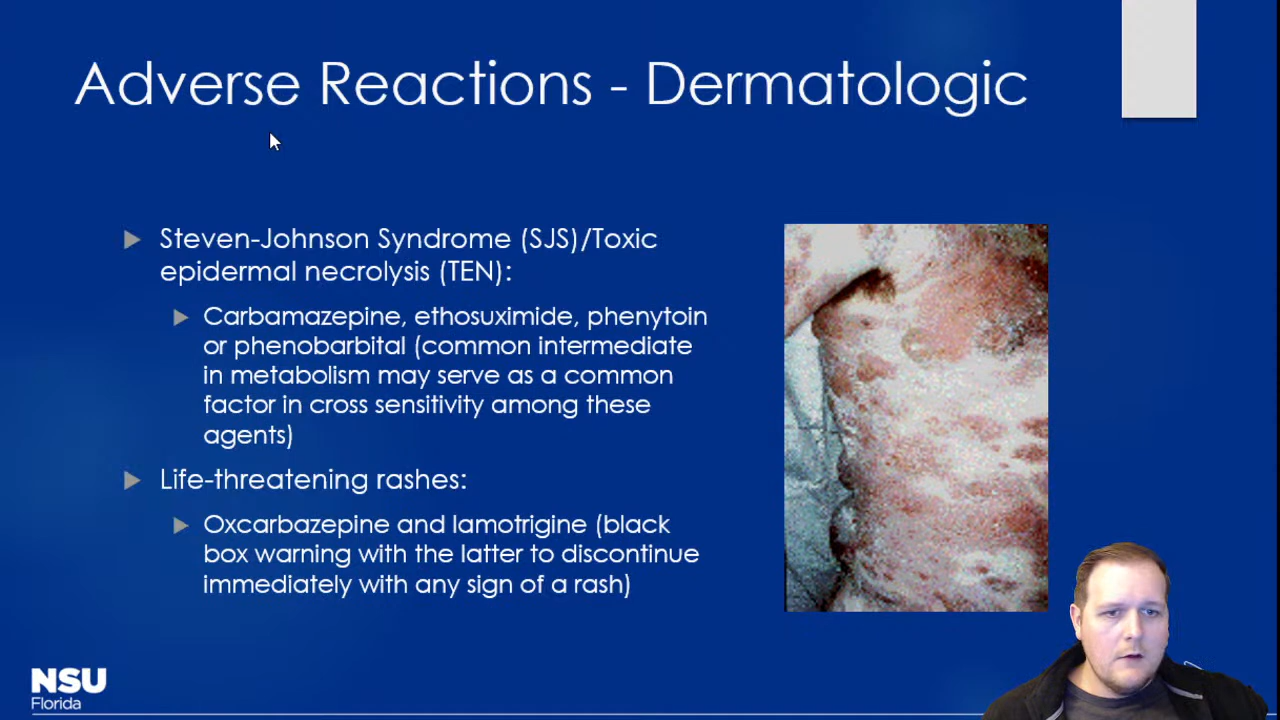 Adverse Reactions - Dermatologic
Steven-Johnson Syndrome (SJS)/Toxic
epidermal necrolysis (TEN):
Carbamazepine, ethosuximide, phenytoin
or phenobarbital (common intermediate
in metabolism may serve as a common
factor in cross sensitivity among these
agents)
Life-threatening rashes:
Oxcarbazepine and lamotrigine (black
box warning with the latter to discontinue
immediately with any sign of a rash)
NSU
Florida